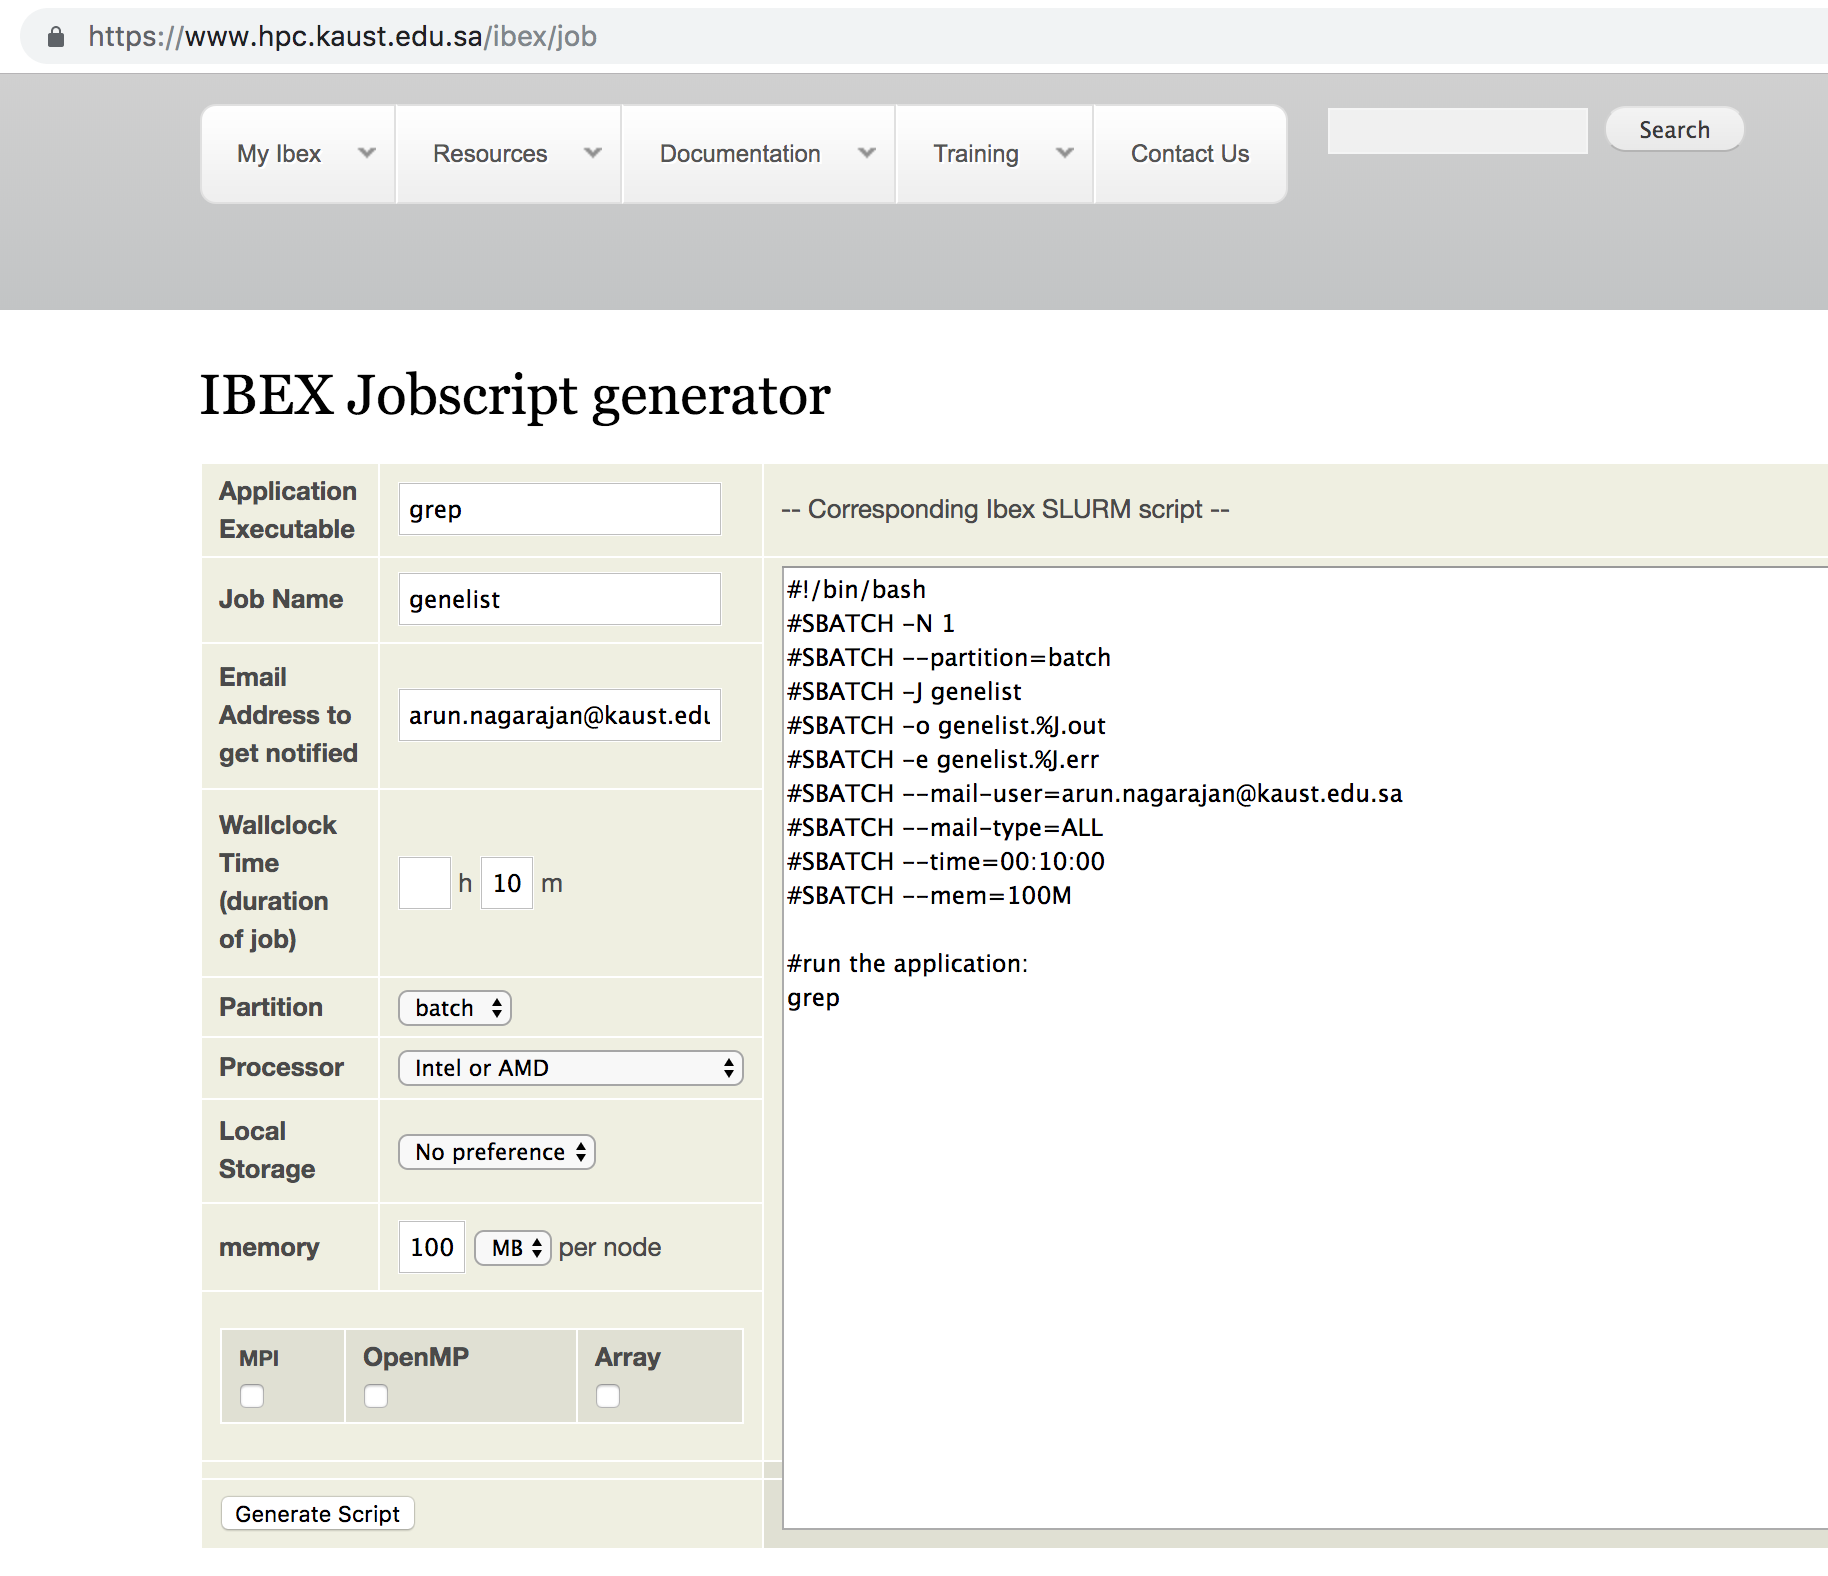 https://www.hpc.kaust.edu.sa/ibex/job
My Ibex
Resources
Documentation
Training
Contact Us
Search
IBEX Jobscript generator
Application
Executable
grep
-- Corresponding Ibex SLURM script --
Job Name
genelist
Email
Address to
get notified
arun.nagarajan@kaust.edu
Wallclock
Time
(duration
of job)
h
10
m
Partition
batch
Processor
Intel or AMD
Local
Storage
No preference
memory
100
MB
per node
MPI
OpenMP
Array
Generate Script
#!/bin/bash
#SBATCH -N 1
#SBATCH --partition=batch
#SBATCH -J genelist
#SBATCH -o genelist.%J.out
#SBATCH -e genelist.%J.err
#SBATCH --mail-user=arun.nagarajan@kaust.edu.sa
#SBATCH --mail-type=ALL
#SBATCH --time=00:10:00
#SBATCH --mem=100M
#run the application:
grep